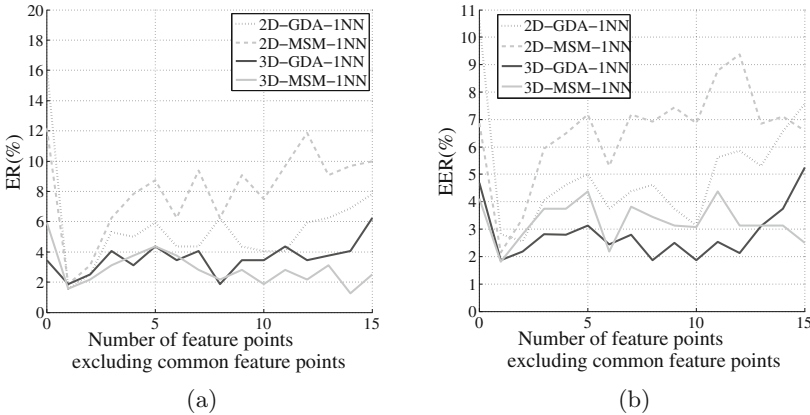 20
18
16
14
12
10
8
6
4
2
0
ER(%)
2D-GDA-1NN
2D-MSM-1NN
3D-GDA-1NN
3D-MSM-1NN
0 5 10 15
Number of feature points
excluding common feature points
(a)
11
10
9
8
7
6
5
4
3
2
1
0
EER(%)
2D-GDA-1NN
2D-MSM-1NN
3D-GDA-1NN
3D-MSM-1NN
0 5 10 15
Number of feature points
excluding common feature points
(b)